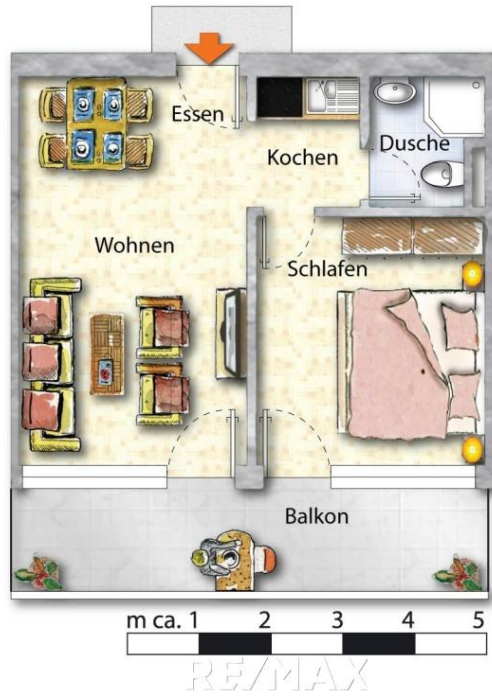 Essen
Kochen
Dusche
Wohnen
Schlafen
Balkon
m ca. 1 2 3 4 5
RE/MAX